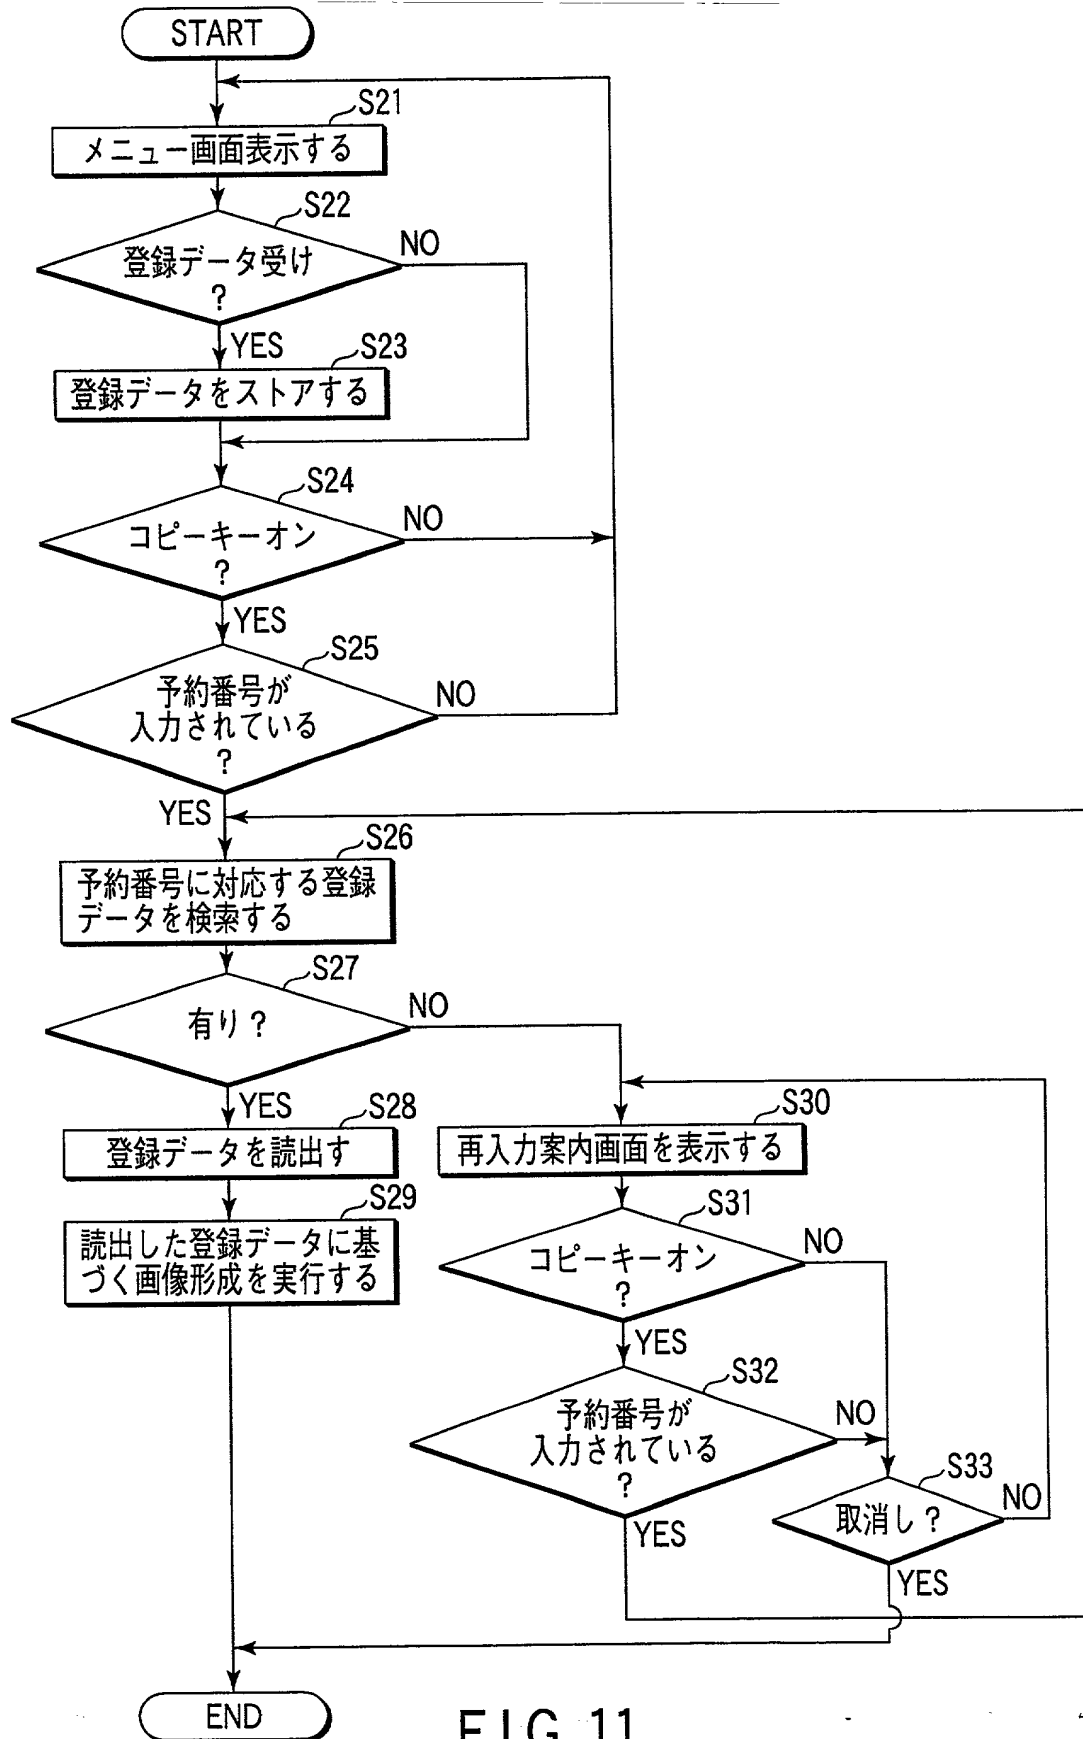 START
S21
メニュー画面表示する
S22
登録データ受け
?
NO
YES
S23
登録データをストアする
S24
コピーキーオン
?
NO
YES
S25
予約番号が
入力されている
?
NO
YES
S26
予約番号に対応する登録
データを検索する
S27
有り?
NO
YES
S28
登録データを読出す
S29
読出した登録データに基
づく画像形成を実行する
S30
再入力案内画面を表示する
S31
コピーキーオン
?
NO
YES
S32
予約番号が
入力されている
?
NO
YES
S33
取消し?
NO
YES
END
FIG. 11